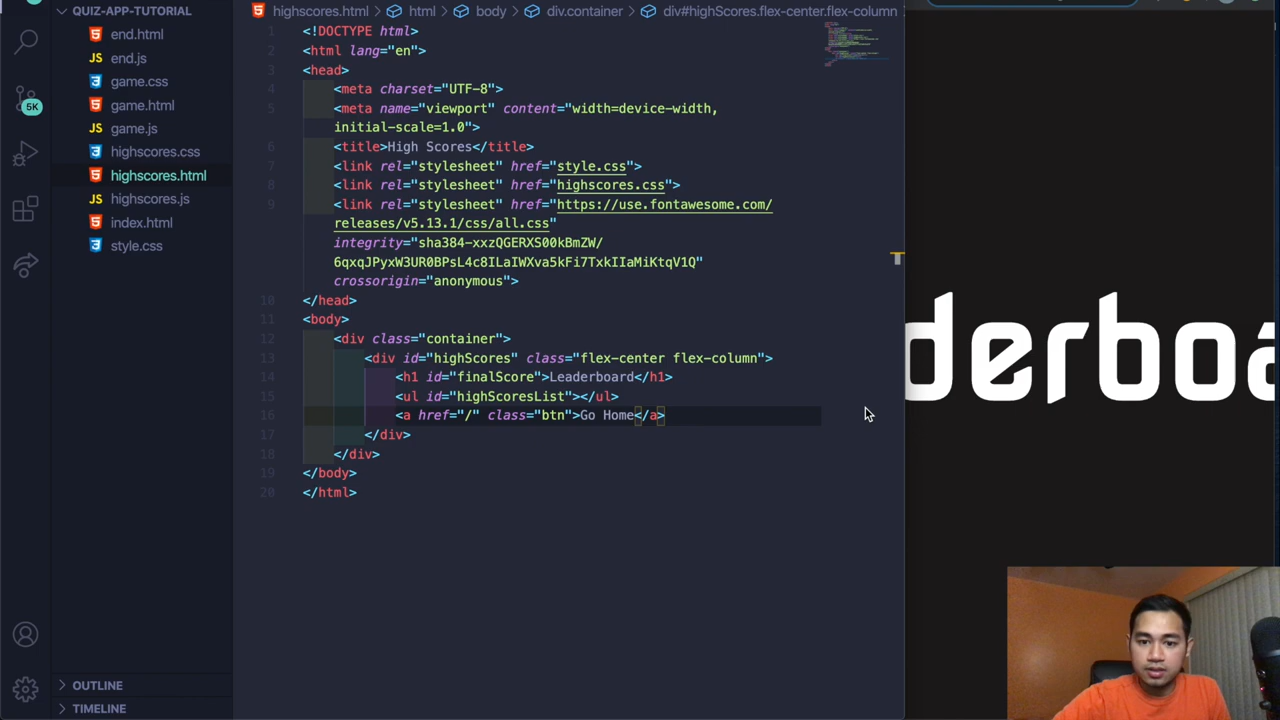 QUIZ-APP-TUTORIAL
end.html
end.js
game.css
game.html
game.js
highscores.css
highscores.html
highscores.js
index.html
style.css
OUTLINE
TIMELINE
5K
highscores.html > html > body > div.container > div#highScores.flex-center.flex-column
1 <!DOCTYPE html>
2 <html lang="en">
3 <head>
4 <meta charset="UTF-8">
5 <meta name="viewport" content="width=device-width,
initial-scale=1.0">
6 <title>High Scores</title>
7 <link rel="stylesheet" href="style.css">
8 <link rel="stylesheet" href="highscores.css">
9 <link rel="stylesheet" href="https://use.fontawesome.com/
releases/v5.13.1/css/all.css"
integrity="sha384-xxzQGERXS00kBmZW/
6qxqJPyxW3UR0BPsL4c8ILaIWXva5kFi7TxkIIaMiKtqV1Q"
crossorigin="anonymous">
10 </head>
11 <body>
12 <div class="container">
13 <div id="highScores" class="flex-center flex-column">
14 <h1 id="finalScore">Leaderboard</h1>
15 <ul id="highScoresList"></ul>
16 <a href="/" class="btn">Go Home</a>
17 </div>
18 </div>
19 </body>
20 </html>
derboa